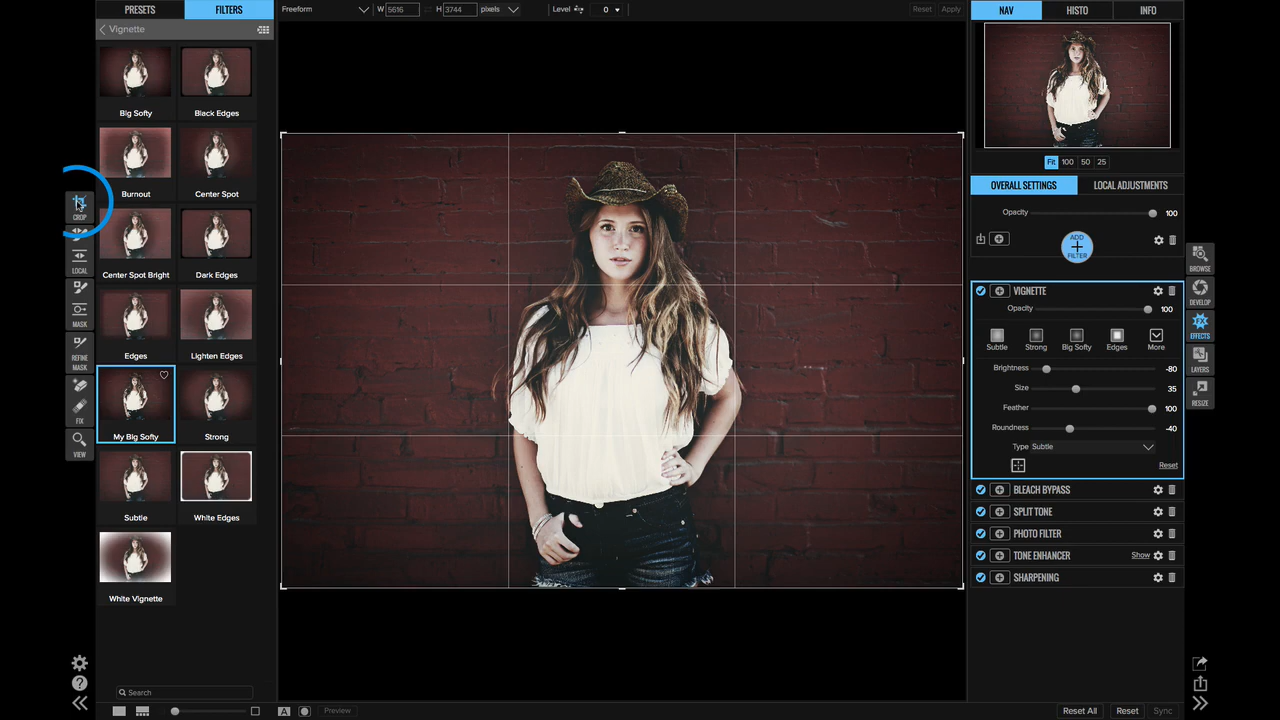 PRESETS FILTERS
Vignette
Big Softy Black Edges
Burnout Center Spot
Center Spot Bright Dark Edges
Edges Lighten Edges
My Big Softy Strong
Subtle White Edges
White Vignette
Search
CROP
LOCAL
MASK
REFINE
MASK
FIX
VIEW
Freeform W 5616 H 3744 pixels Level 0 Reset Apply
A Preview
NAV HISTO INFO
Fit 100 50 25
OVERALL SETTINGS LOCAL ADJUSTMENTS
Opacity 100
ADD
FILTER
VIGNETTE
Opacity 100
Subtle Strong Big Softy Edges More
Brightness -80
Size 35
Feather 100
Roundness -40
Type Subtle
Reset
BLEACH BYPASS
SPLIT TONE
PHOTO FILTER
TONE ENHANCER Show
SHARPENING
Reset All Reset Sync
BROWSE
DEVELOP
FX
EFFECTS
LAYERS
RESIZE